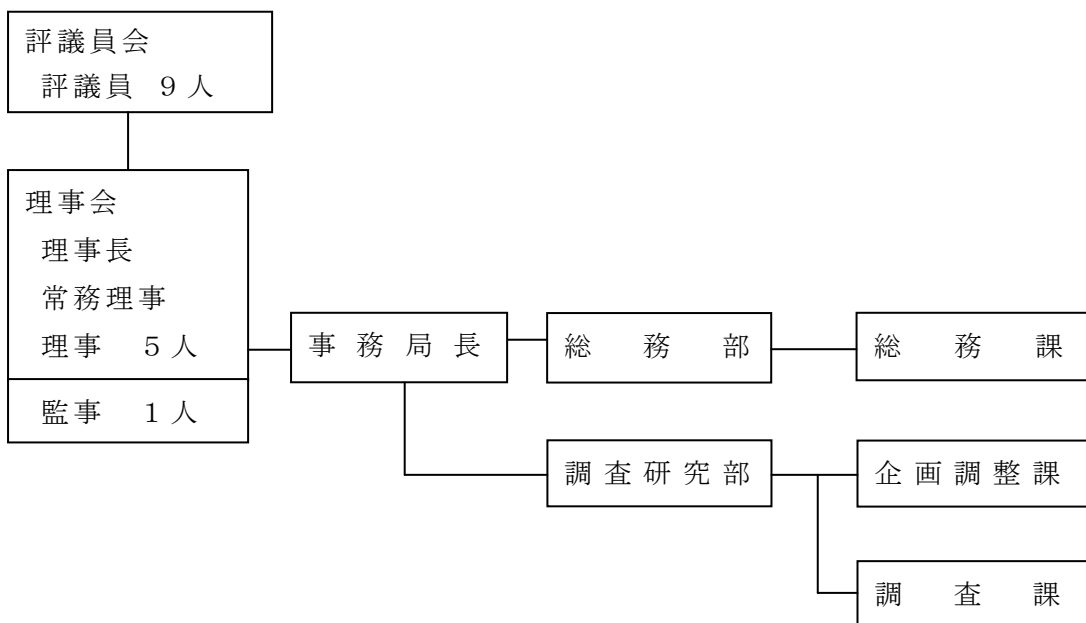 評議員会
評議員 ９人
理事会
理事長
常務理事
理事 ５人
監事 １人
事務局長
総務部
総務課
調査研究部
企画調整課
調査課